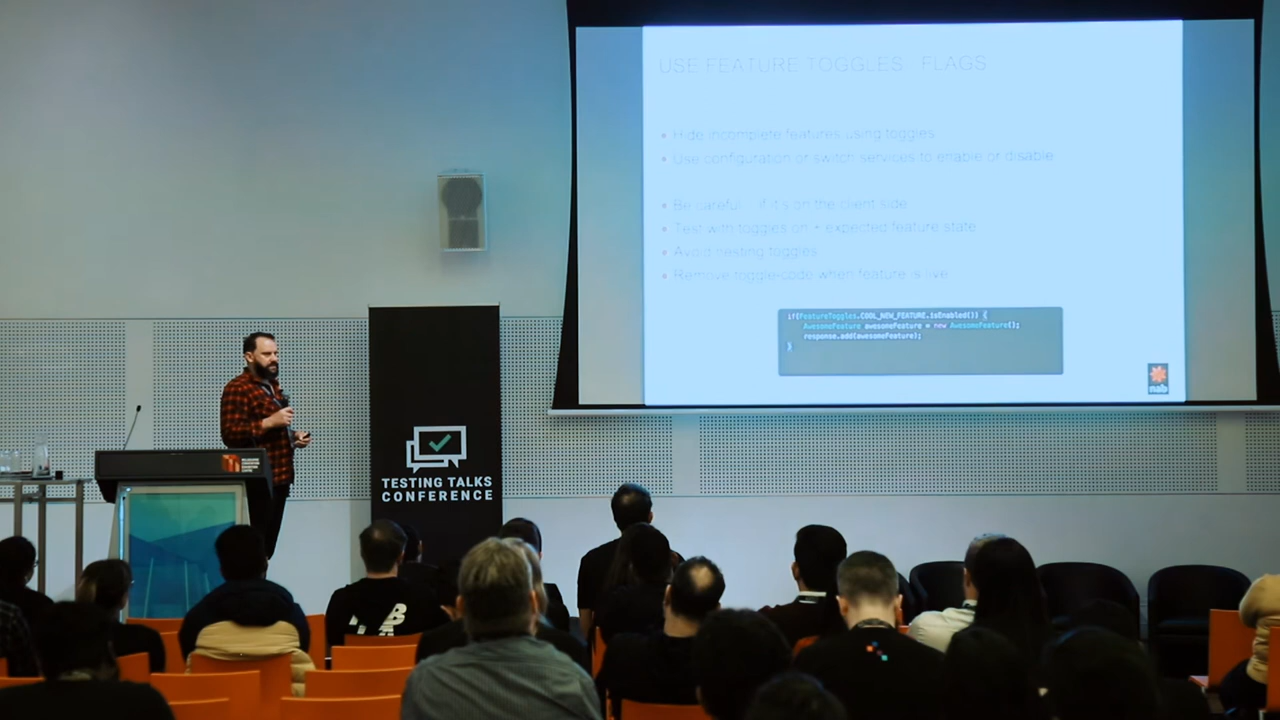 USE FEATURE TOGGLES FLAGS
Hide incomplete features using toggles
Use configuration or switch services to enable or disable
Be careful if it's on the client side
Test with toggles on + expected feature state
Avoid nesting toggles
Remove toggle-code when feature is live
if(FeatureToggles.COOL_NEW_FEATURE.isEnabled()) {
AwesomeFeature awesomeFeature = new AwesomeFeature();
response.add(awesomeFeature);
}
nab
TESTING TALKS
CONFERENCE